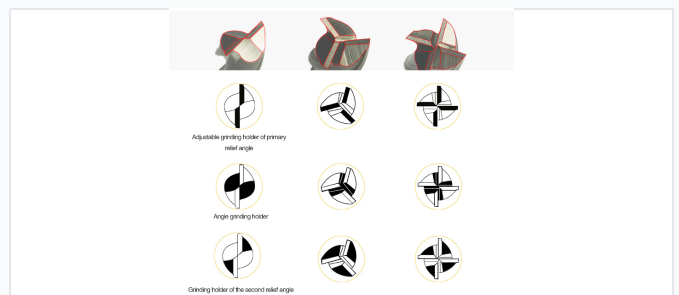 Adjustable grinding holder of primary
relief angle
Angle grinding holder
Grinding holder of the second relief angle